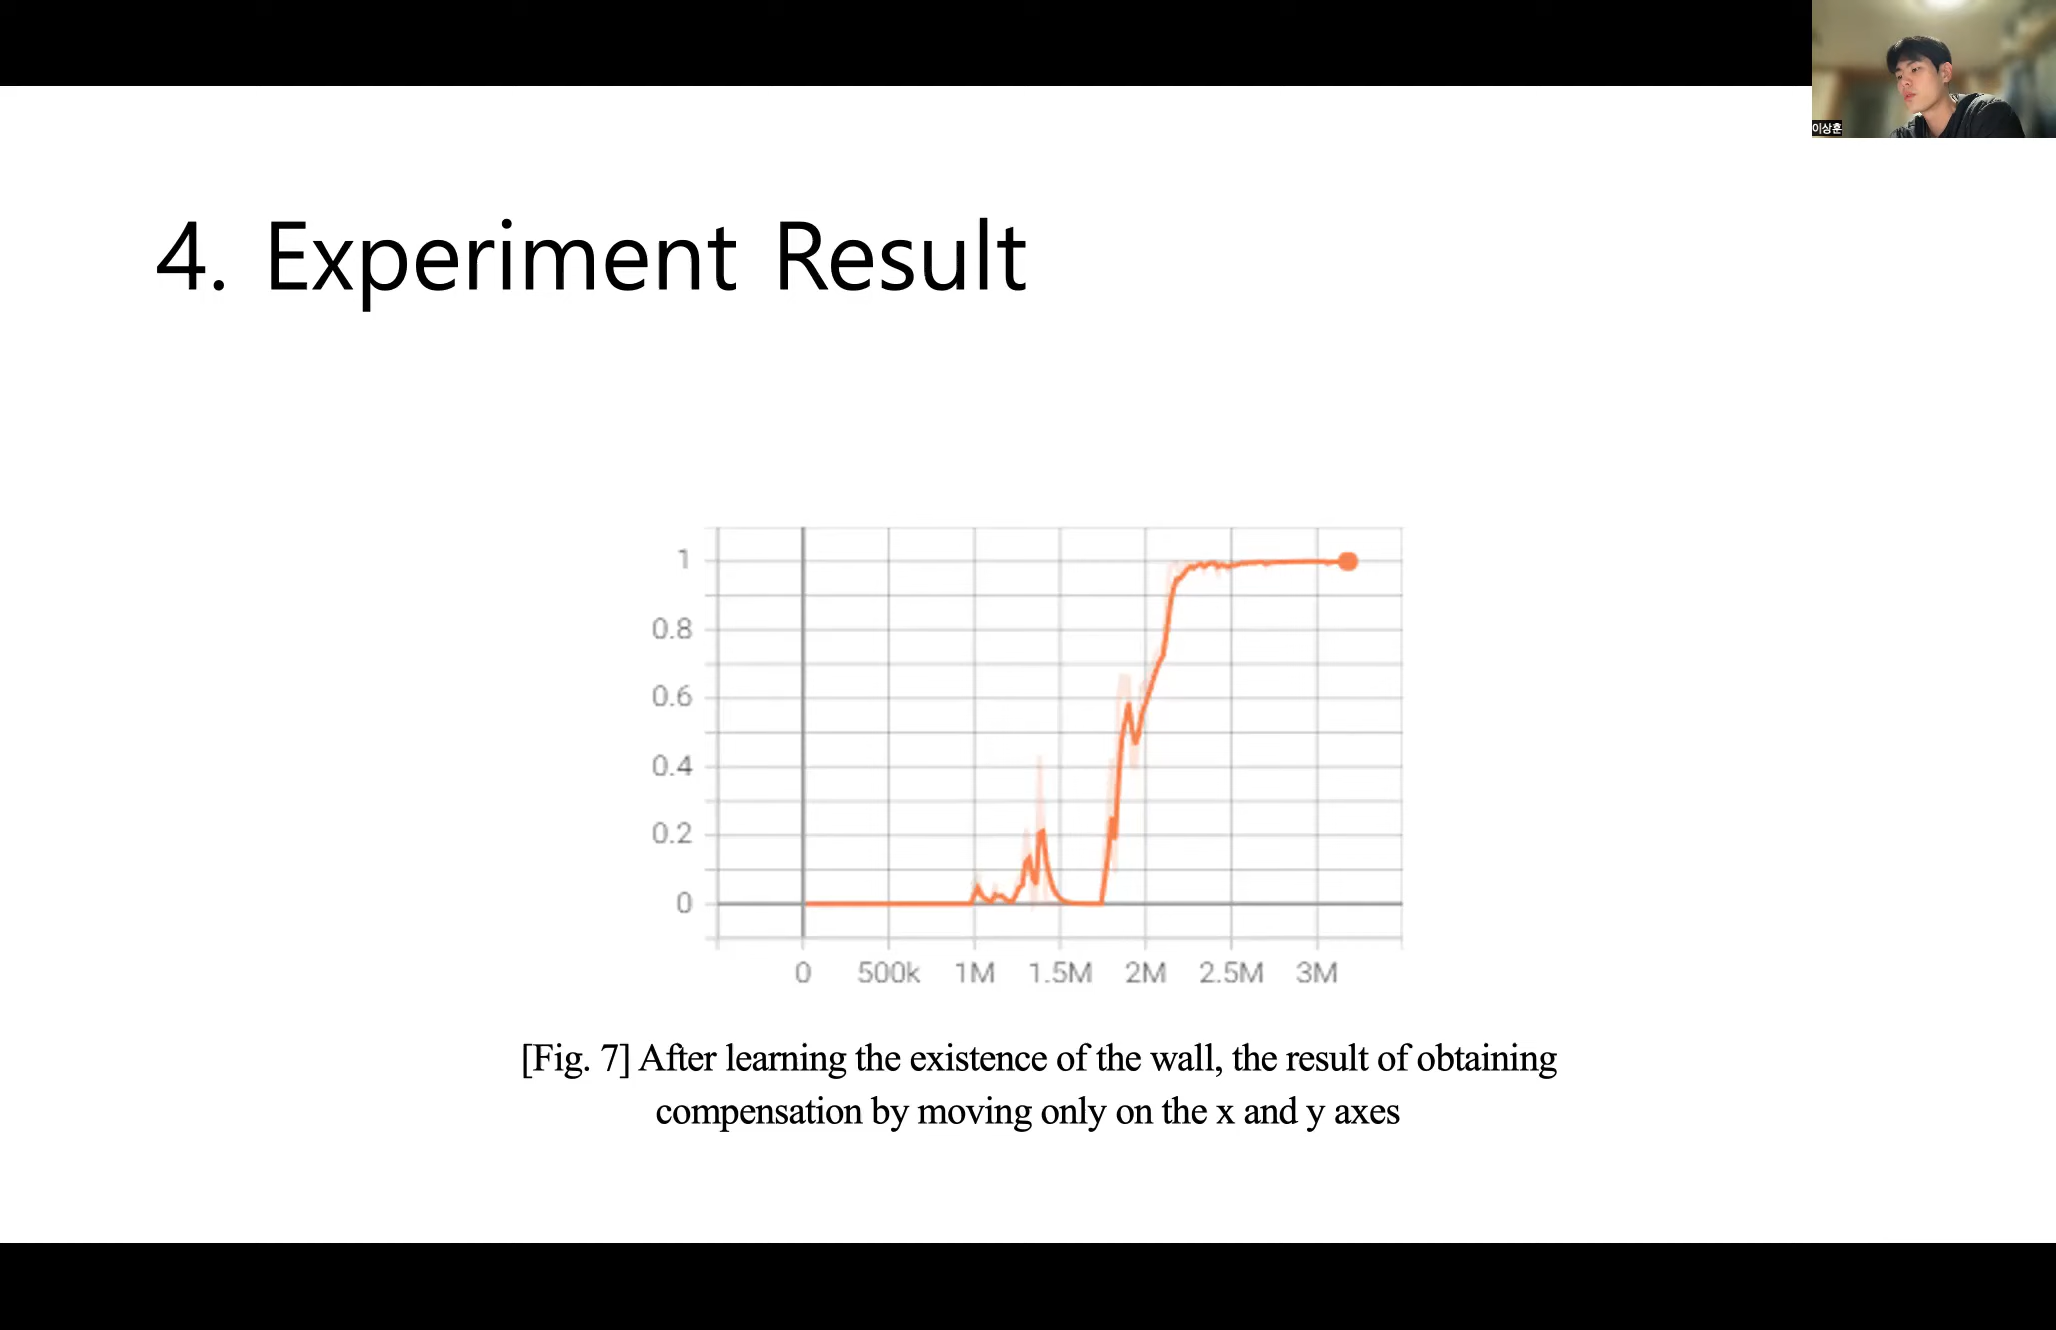 이상훈
4. Experiment Result
1
0.8
0.6
0.4
0.2
0
0 500k 1M 1.5M 2M 2.5M 3M
[Fig. 7] After learning the existence of the wall, the result of obtaining
compensation by moving only on the x and y axes